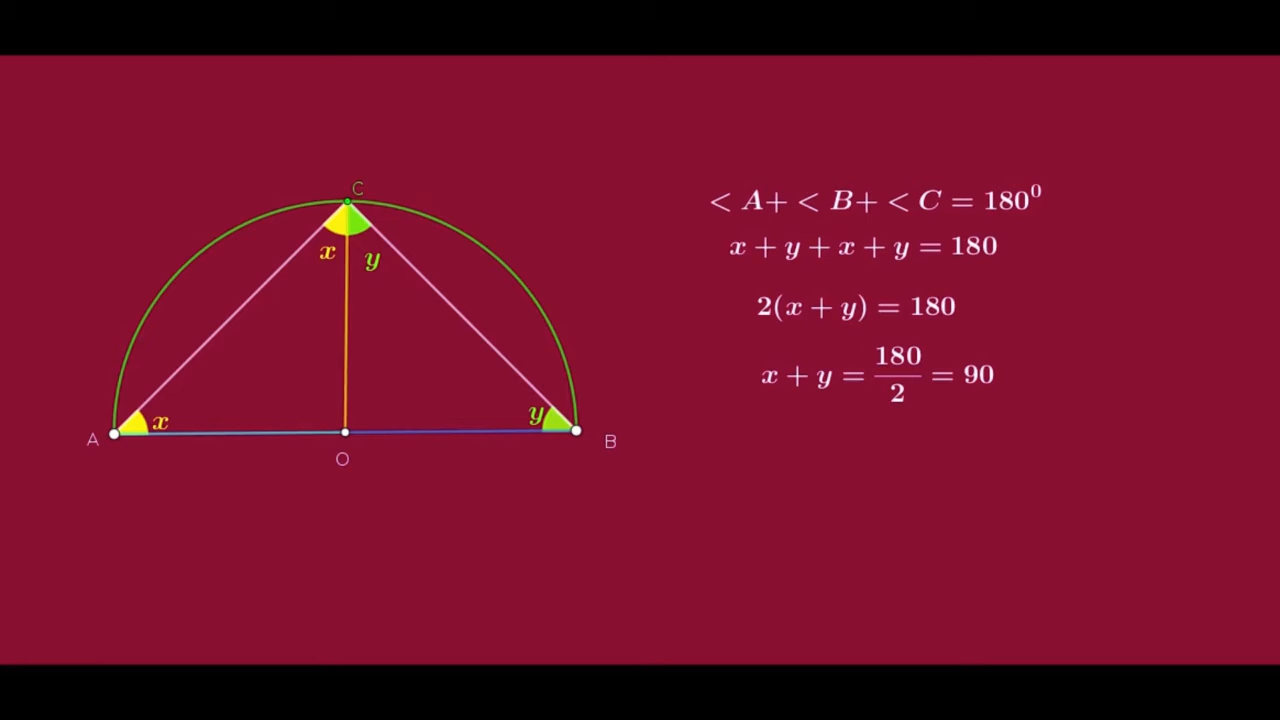 C
x y
x y
A B
O
< A+ < B+ < C = 180⁰
x + y + x + y = 180
2(x + y) = 180
x + y = 180/2 = 90